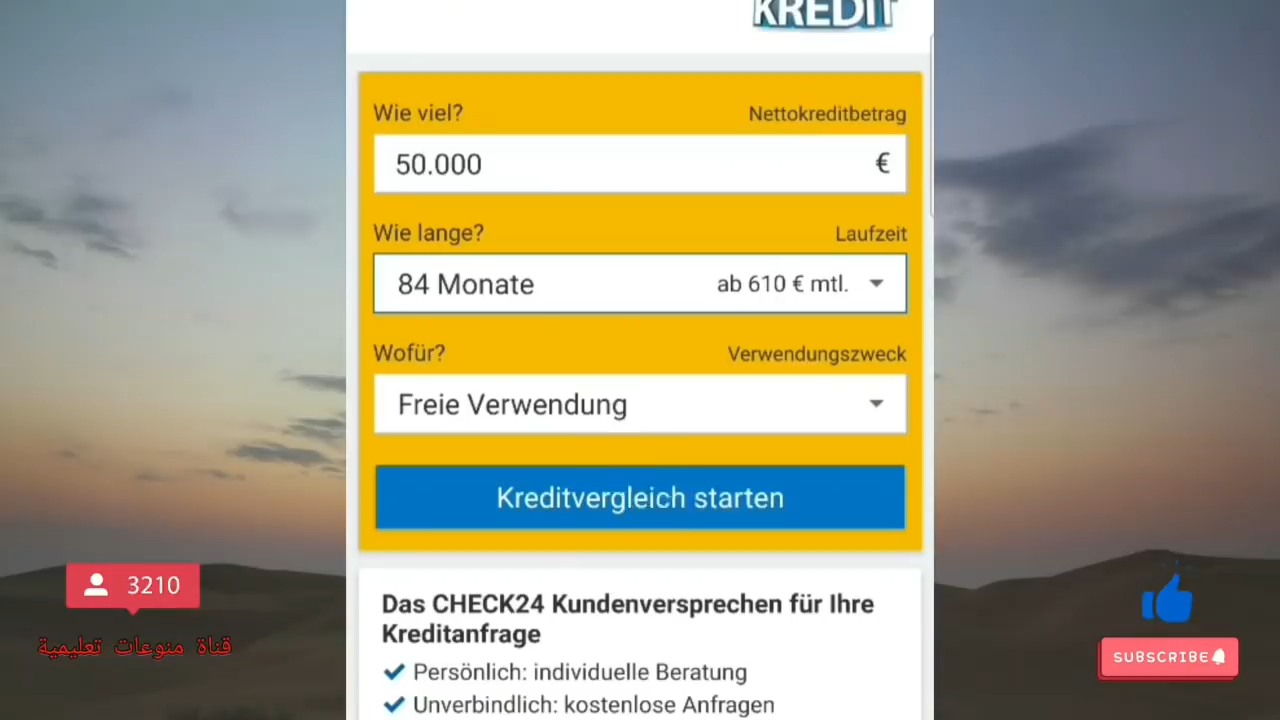 KREDIT
Wie viel? Nettokreditbetrag
50.000 €
Wie lange? Laufzeit
84 Monate ab 610 € mtl.
Wofür? Verwendungszweck
Freie Verwendung
Kreditvergleich starten
Das CHECK24 Kundenversprechen für Ihre
Kreditanfrage
Persönlich: individuelle Beratung
Unverbindlich: kostenlose Anfragen
3210
قناة منوعات تعليمية
SUBSCRIBE